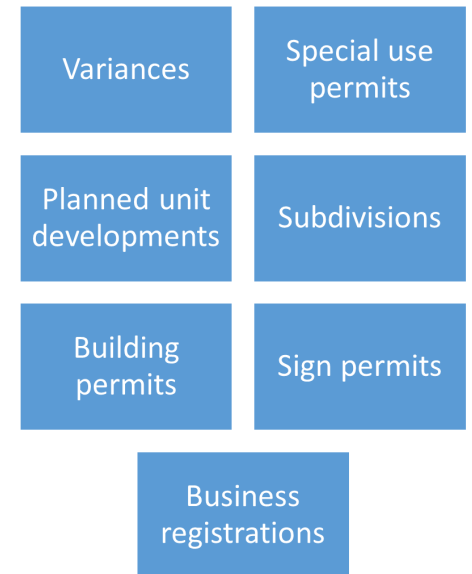 Variances
Special use
permits
Planned unit
developments
Subdivisions
Building
permits
Sign permits
Business
registrations